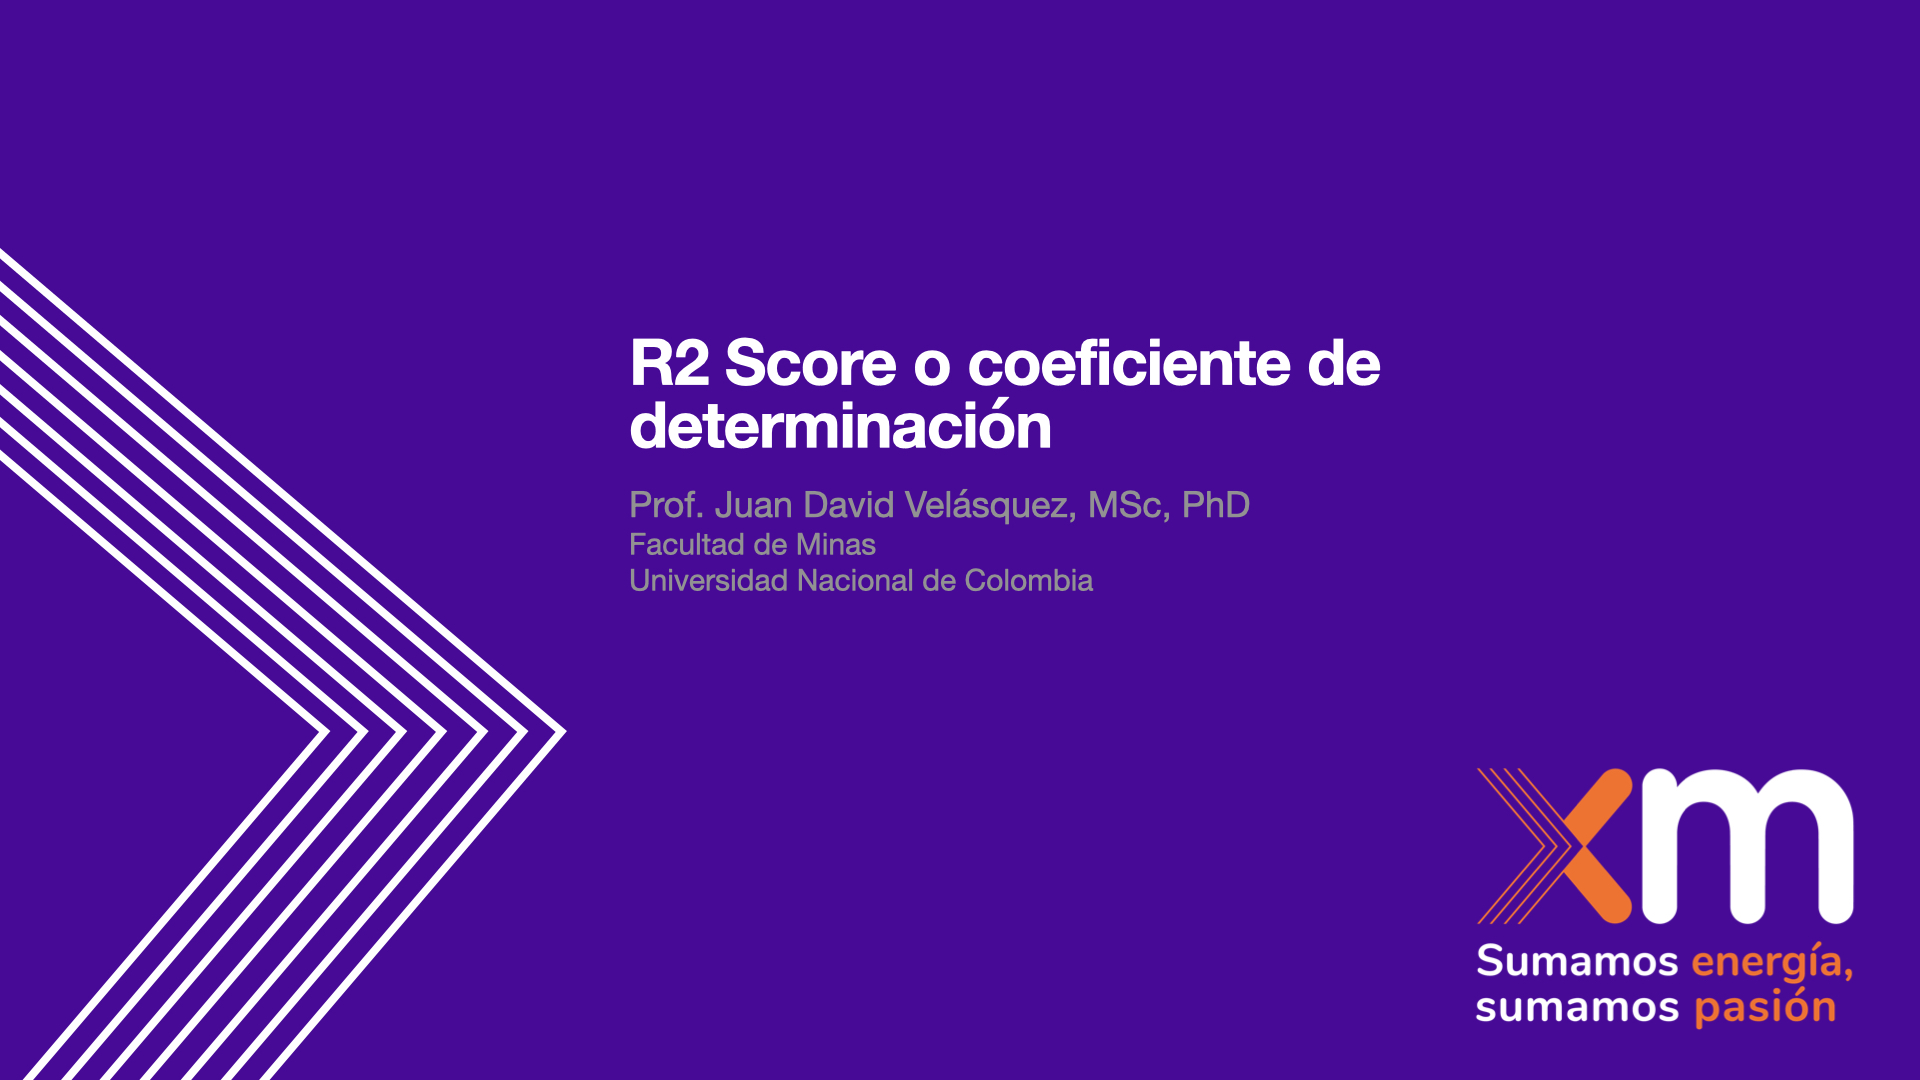 R2 Score o coeficiente de
determinación
Prof. Juan David Velásquez, MSc, PhD
Facultad de Minas
Universidad Nacional de Colombia
xm
Sumamos energía,
sumamos pasión